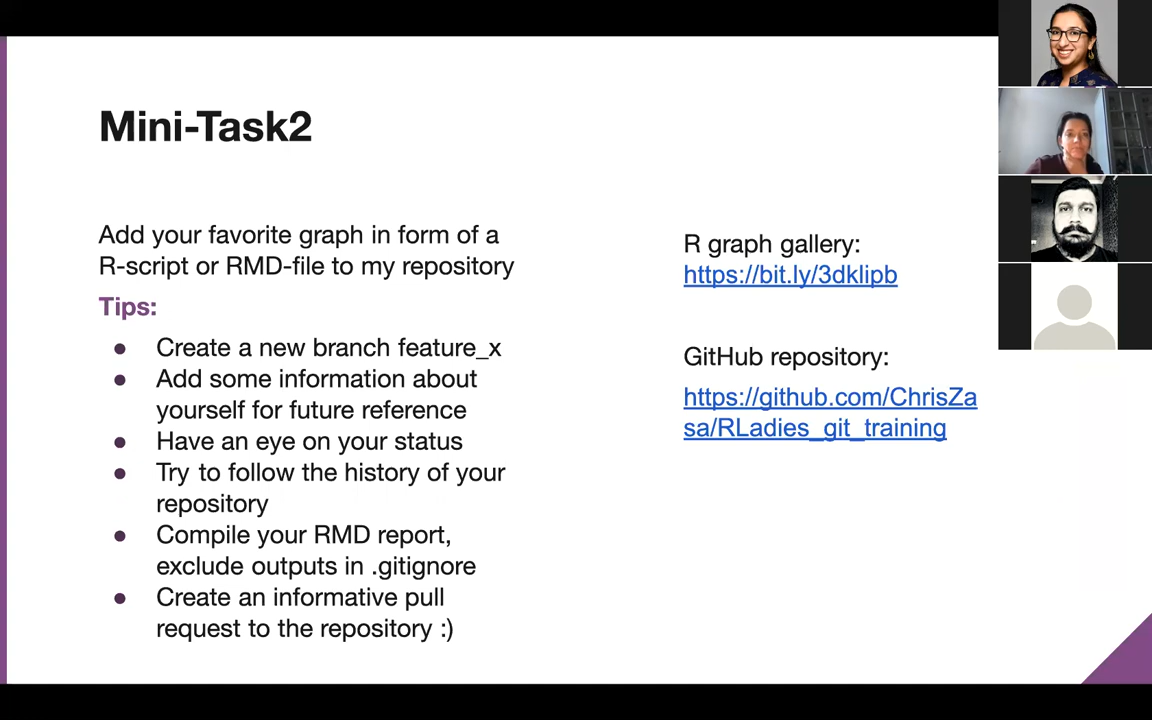 Mini-Task2
Add your favorite graph in form of a
R-script or RMD-file to my repository
Tips:
● Create a new branch feature_x
● Add some information about
yourself for future reference
● Have an eye on your status
● Try to follow the history of your
repository
● Compile your RMD report,
exclude outputs in .gitignore
● Create an informative pull
request to the repository :)
R graph gallery:
https://bit.ly/3dklipb
GitHub repository:
https://github.com/ChrisZa
sa/RLadies_git_training